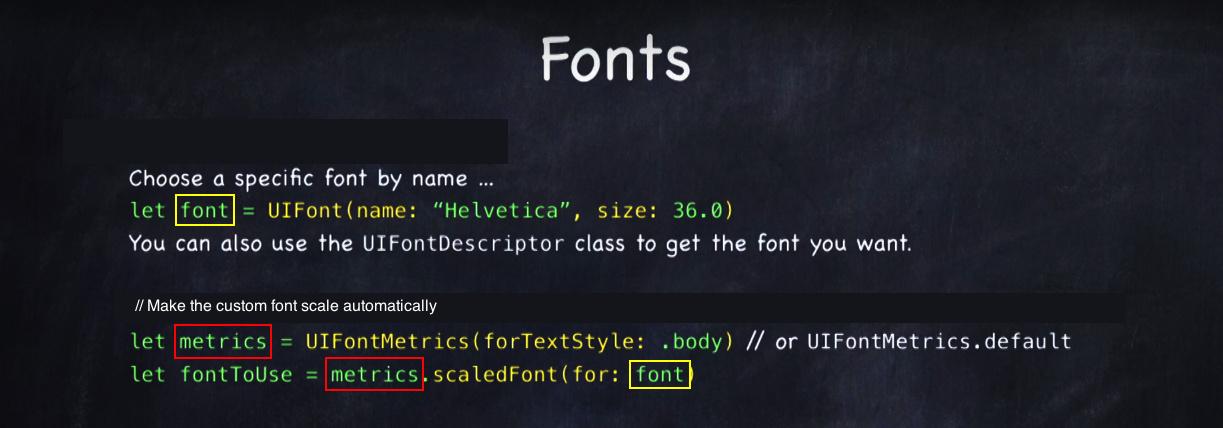 Fonts
Choose a specific font by name ...
let font = UIFont(name: “Helvetica”, size: 36.0)
You can also use the UIFontDescriptor class to get the font you want.
// Make the custom font scale automatically
let metrics = UIFontMetrics(forTextStyle: .body) // or UIFontMetrics.default
let fontToUse = metrics.scaledFont(for: font)